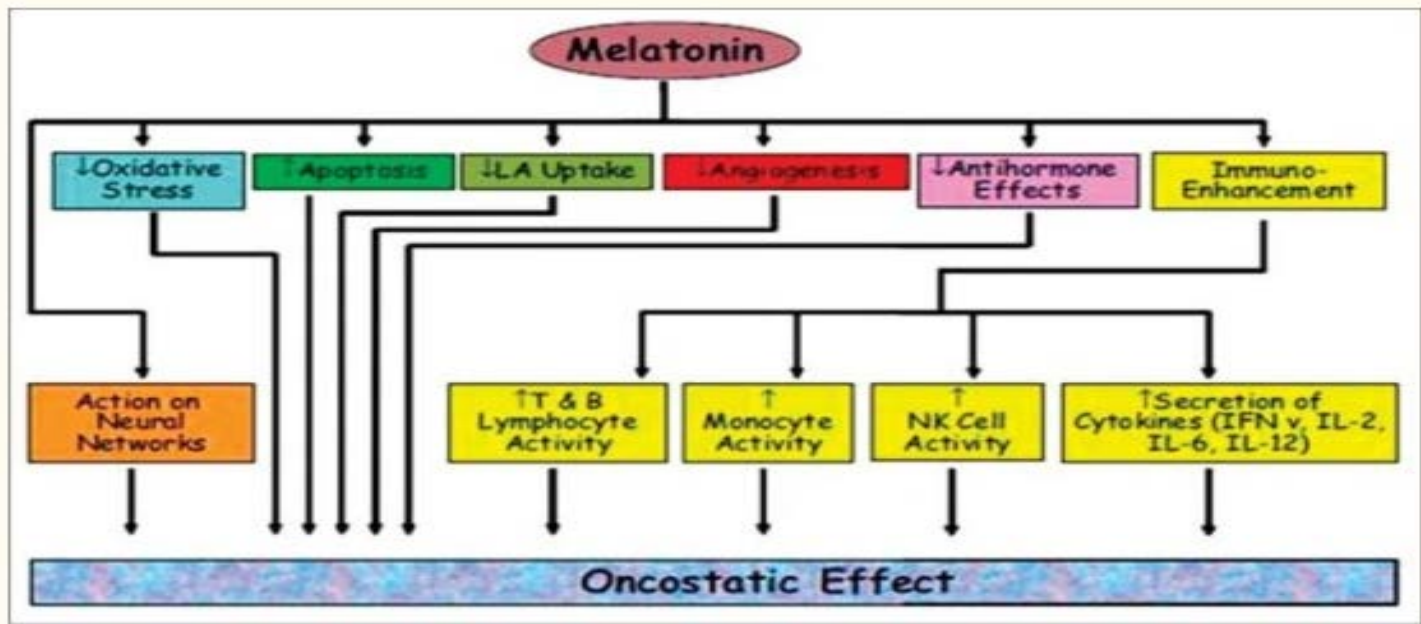 Melatonin
↓Oxidative
Stress
↑Apoptosis
↓LA Uptake
↓Angiogenesis
↓Antihormone
Effects
Immuno-
Enhancement
Action on
Neural
Networks
↑T & B
Lymphocyte
Activity
↑
Monocyte
Activity
↑
NK Cell
Activity
↑Secretion of
Cytokines (IFN v, IL-2,
IL-6, IL-12)
Oncostatic Effect